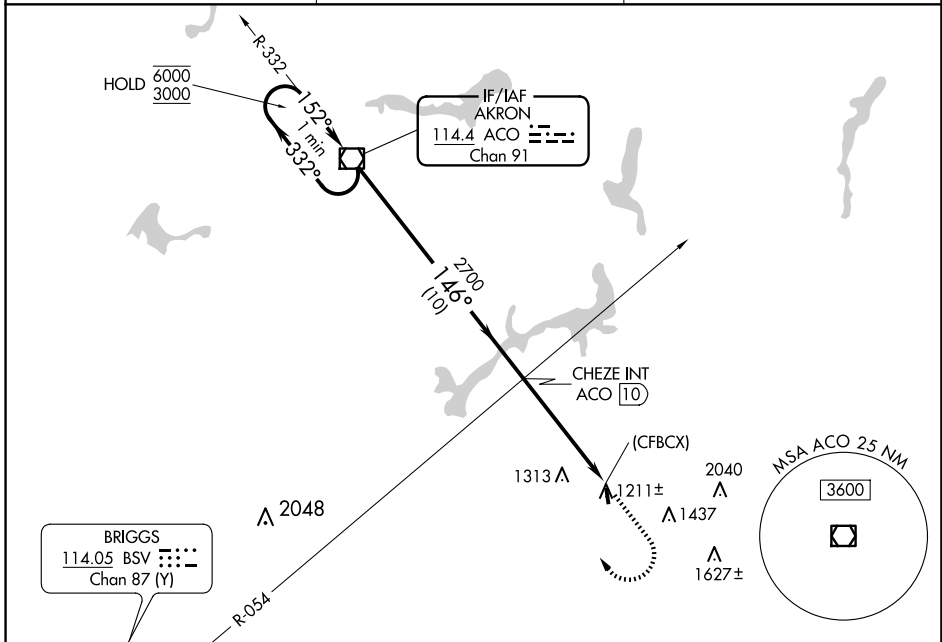 R-332
HOLD 6000
3000
152°
1 min
332°
IF/IAF
AKRON
114.4 ACO
Chan 91
2700
146°
(10)
CHEZE INT
ACO 10
(CFBCX)
1313
1211±
2040
1437
1627±
2048
MSA ACO 25 NM
3600
BRIGGS
114.05 BSV
Chan 87 (Y)
R-054